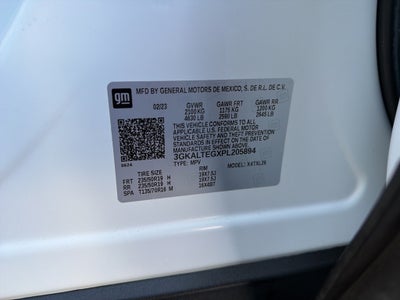 gm
MFD BY GENERAL MOTORS DE MEXICO, S. DE R.L. DE C.V.
02/23 GVWR GAWR FRT GAWR RR
2100 KG 1175 KG 1200 KG
4630 LB 2590 LB 2645 LB
THIS VEHICLE CONFORMS TO ALL
APPLICABLE U.S. FEDERAL MOTOR
VEHICLE SAFETY AND THEFT
PREVENTION STANDARDS IN EFFECT
ON THE DATE OF
MANUFACTURE SHOWN ABOVE.
3GKALTEGXPL205894
TYPE: MPV MODEL: X4TXL26
TIRE SIZE RIM
FRT 235/50R19 H 19X7.5J
RR 235/50R19 H 19X7.5J
SPA T135/70R16 M 16X4BT